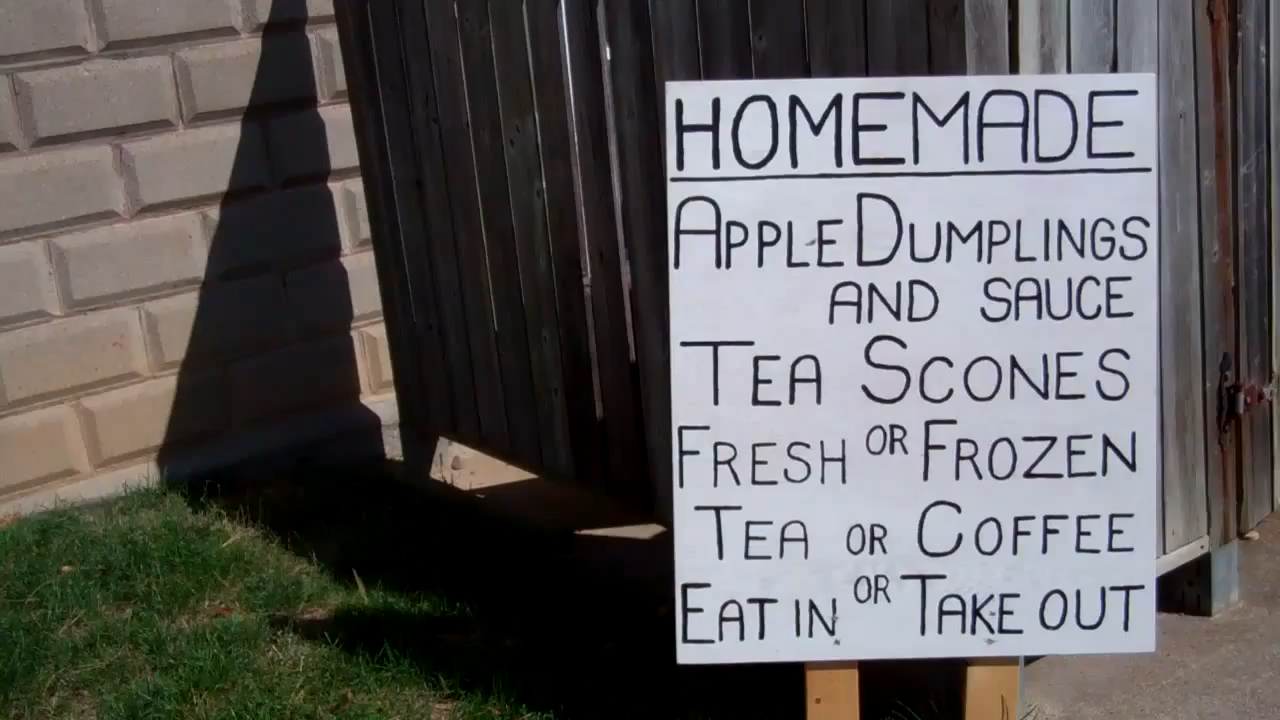 HOMEMADE
APPLE DUMPLINGS
AND SAUCE
TEA SCONES
FRESH OR FROZEN
TEA OR COFFEE
EAT IN OR TAKE OUT